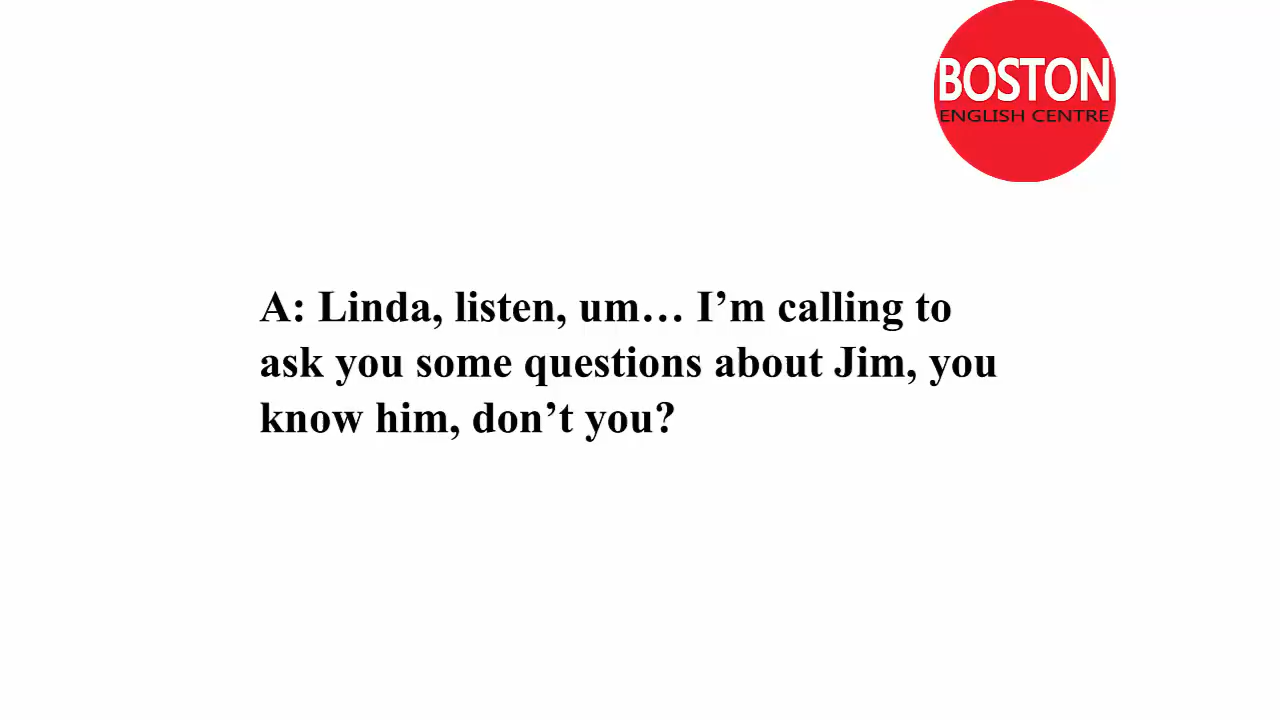 BOSTON
ENGLISH CENTRE
A: Linda, listen, um… I’m calling to
ask you some questions about Jim, you
know him, don’t you?